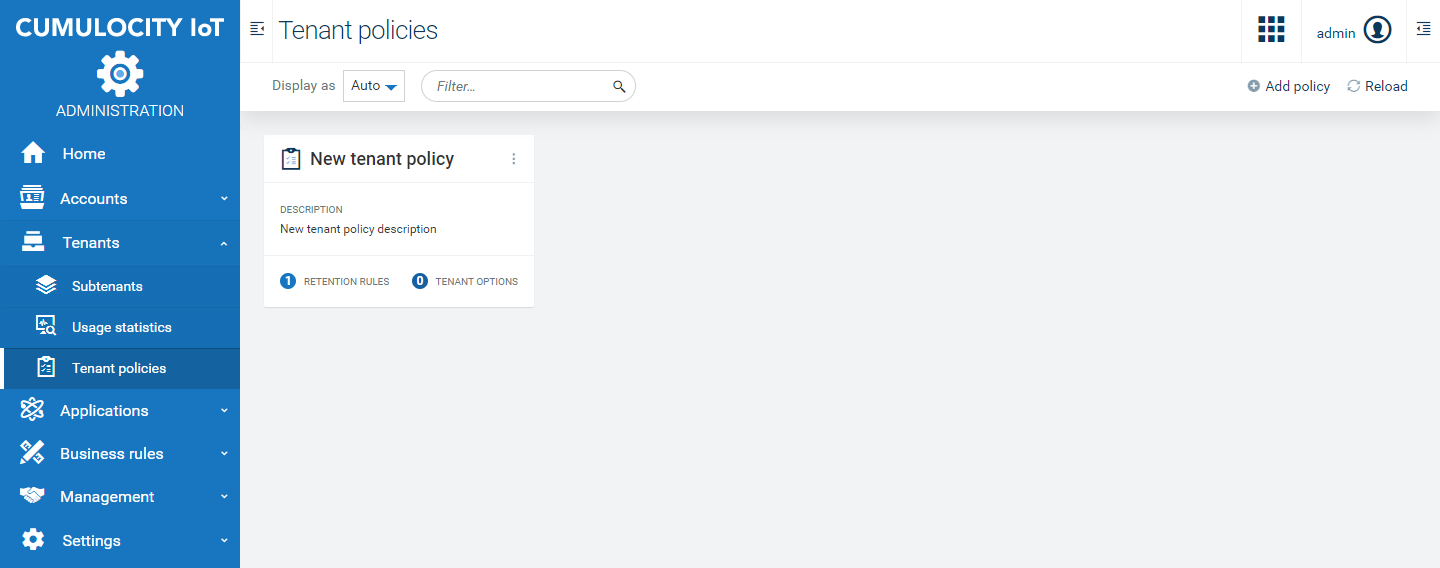 CUMULOCITY IoT
ADMINISTRATION
Home
Accounts
Tenants
Subtenants
Usage statistics
Tenant policies
Applications
Business rules
Management
Settings
Tenant policies
admin
Display as Auto Filter...
Add policy Reload
New tenant policy
DESCRIPTION
New tenant policy description
1 RETENTION RULES 0 TENANT OPTIONS